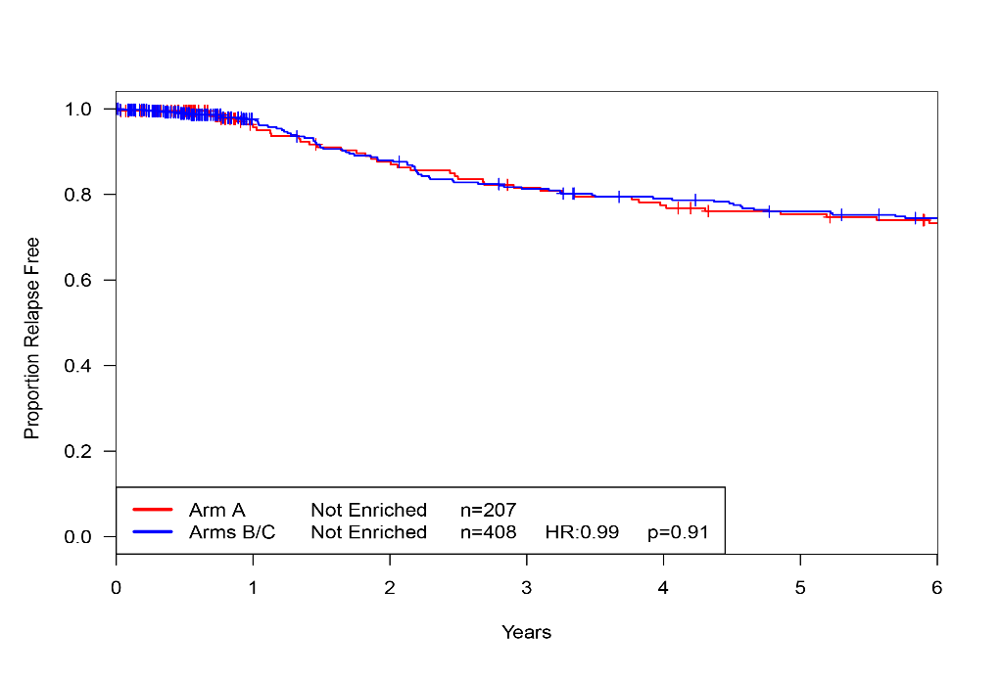 Proportion Relapse Free
1.0
0.8
0.6
0.4
0.2
0.0
Arm A Not Enriched n=207
Arms B/C Not Enriched n=408 HR:0.99 p=0.91
0 1 2 3 4 5 6
Years